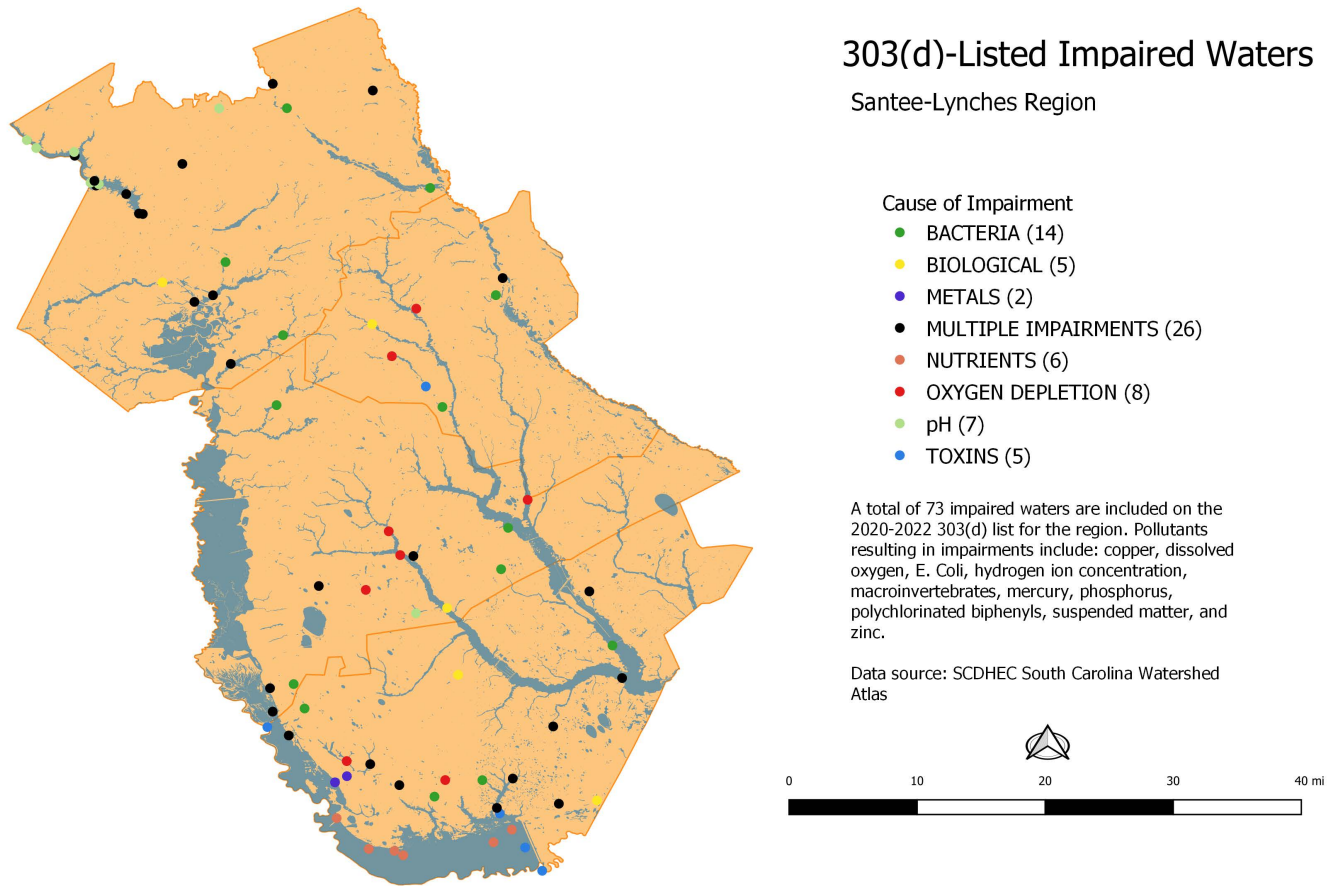 303(d)-Listed Impaired Waters
Santee-Lynches Region
Cause of Impairment
BACTERIA (14)
BIOLOGICAL (5)
METALS (2)
MULTIPLE IMPAIRMENTS (26)
NUTRIENTS (6)
OXYGEN DEPLETION (8)
pH (7)
TOXINS (5)
A total of 73 impaired waters are included on the
2020-2022 303(d) list for the region. Pollutants
resulting in impairments include: copper, dissolved
oxygen, E. Coli, hydrogen ion concentration,
macroinvertebrates, mercury, phosphorus,
polychlorinated biphenyls, suspended matter, and
zinc.
Data source: SCDHEC South Carolina Watershed
Atlas
0 10 20 30 40 mi